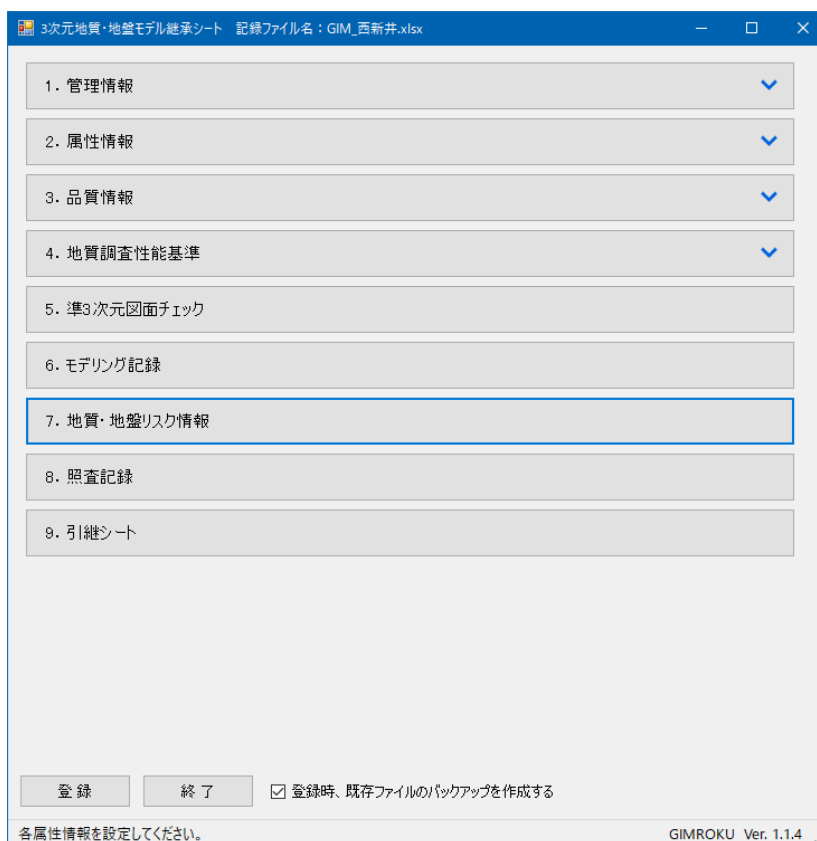 3次元地質・地盤モデル継承シート　記録ファイル名：GIM_西新井.xlsx
1. 管理情報
2. 属性情報
3. 品質情報
4. 地質調査性能基準
5. 準3次元図面チェック
6. モデリング記録
7. 地質・地盤リスク情報
8. 照査記録
9. 引継シート
登録 終了 登録時、既存ファイルのバックアップを作成する
各属性情報を設定してください。 GIMROKU Ver. 1.1.4